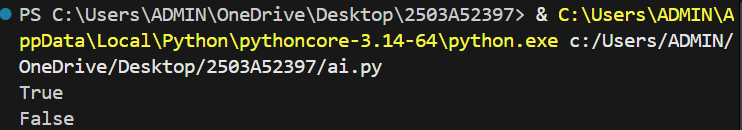 PS C:\Users\ADMIN\OneDrive\Desktop\2503A52397> & C:\Users\ADMIN\A
ppData\Local\Python\pythoncore-3.14-64\python.exe c:/Users/ADMIN/
OneDrive/Desktop/2503A52397/ai.py
True
False